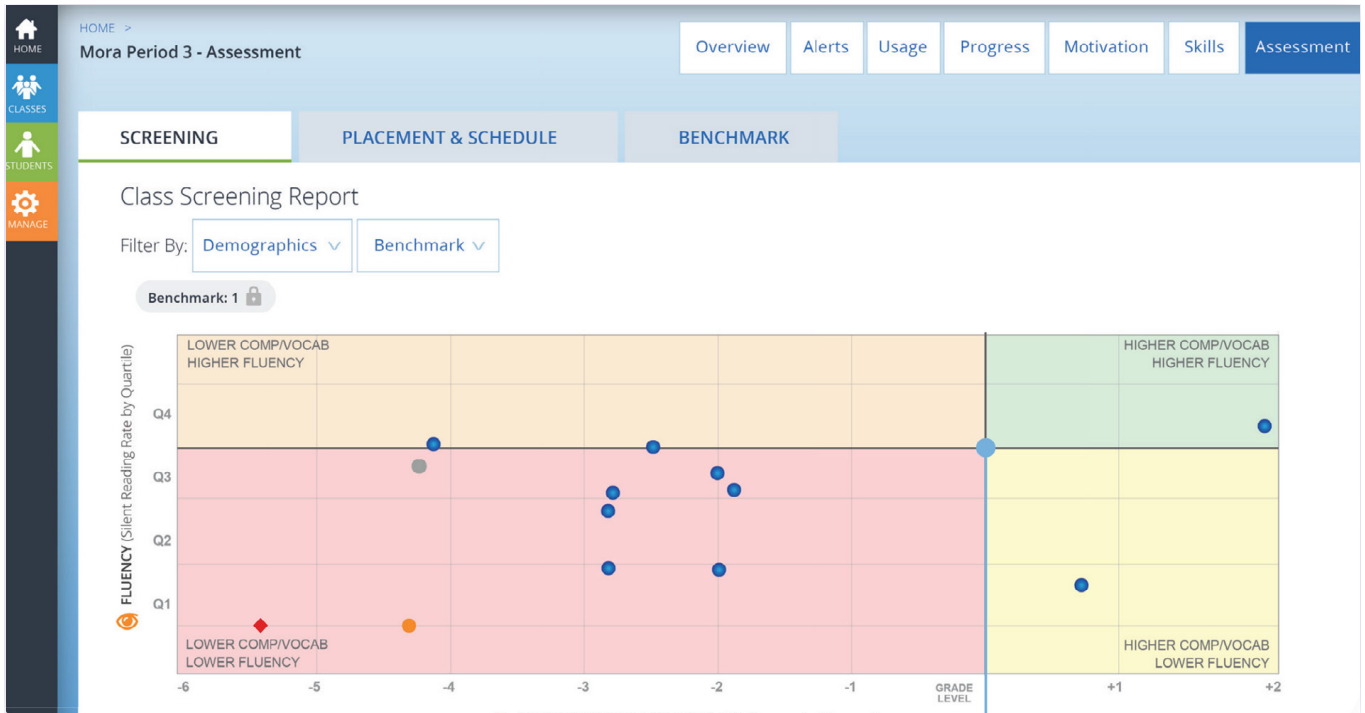 HOME
CLASSES
STUDENTS
MANAGE
HOME >
Mora Period 3 - Assessment
Overview
Alerts
Usage
Progress
Motivation
Skills
Assessment
SCREENING
PLACEMENT & SCHEDULE
BENCHMARK
Class Screening Report
Filter By:
Demographics
Benchmark
Benchmark: 1
FLUENCY (Silent Reading Rate by Quartile)
LOWER COMP/VOCAB
HIGHER FLUENCY
HIGHER COMP/VOCAB
HIGHER FLUENCY
Q4
Q3
Q2
Q1
LOWER COMP/VOCAB
LOWER FLUENCY
HIGHER COMP/VOCAB
LOWER FLUENCY
-6
-5
-4
-3
-2
-1
GRADE
LEVEL
+1
+2